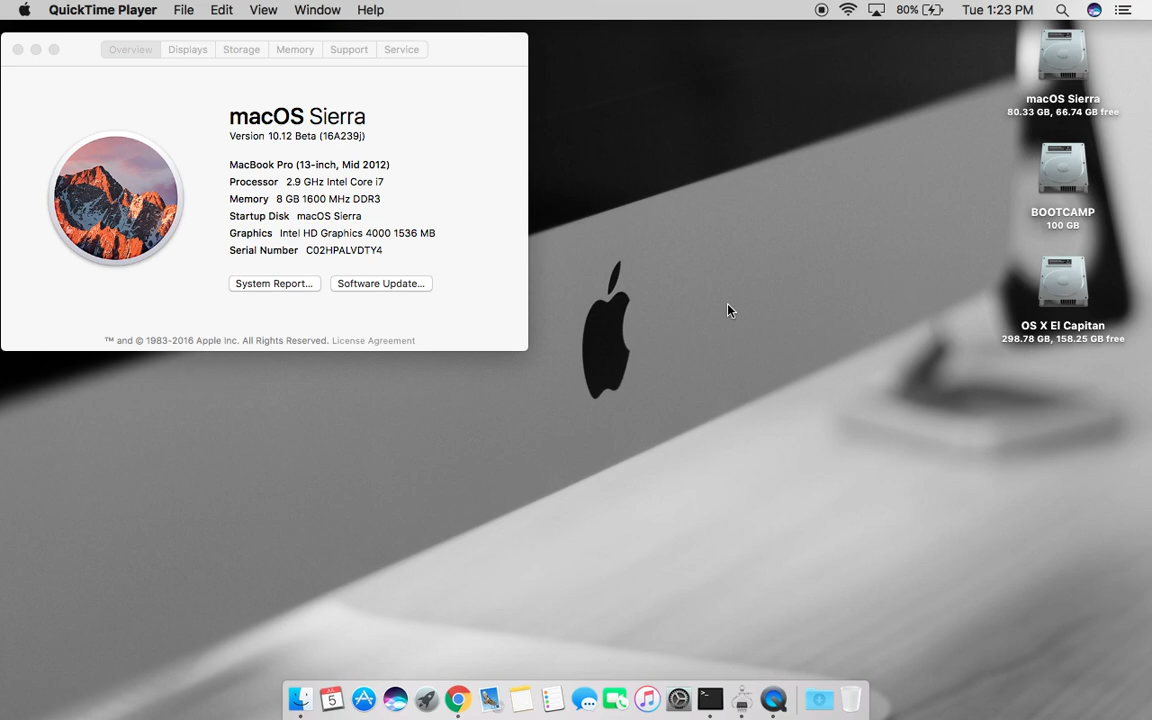 QuickTime Player File Edit View Window Help 80% Tue 1:23 PM
Overview Displays Storage Memory Support Service
macOS Sierra
Version 10.12 Beta (16A239j)
MacBook Pro (13-inch, Mid 2012)
Processor 2.9 GHz Intel Core i7
Memory 8 GB 1600 MHz DDR3
Startup Disk macOS Sierra
Graphics Intel HD Graphics 4000 1536 MB
Serial Number C02HPALVDTY4
System Report... Software Update...
™ and © 1983-2016 Apple Inc. All Rights Reserved. License Agreement
macOS Sierra
80.33 GB, 66.74 GB free
BOOTCAMP
100 GB
OS X El Capitan
298.78 GB, 158.25 GB free
5